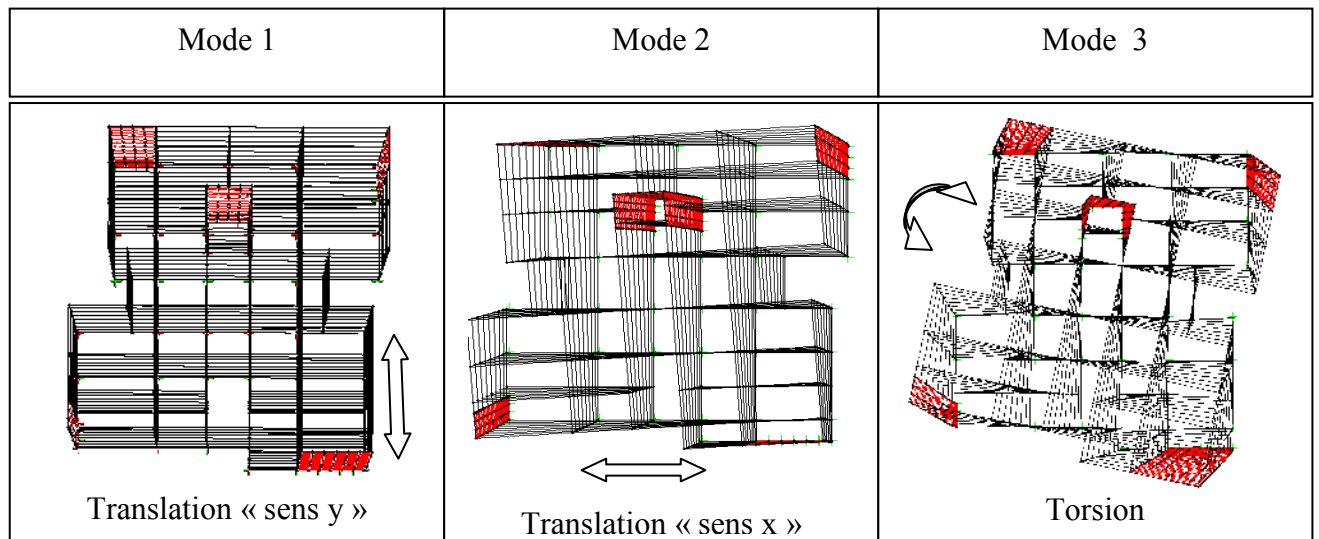 Mode 1
Mode 2
Mode 3
Translation « sens y »
Translation « sens x »
Torsion